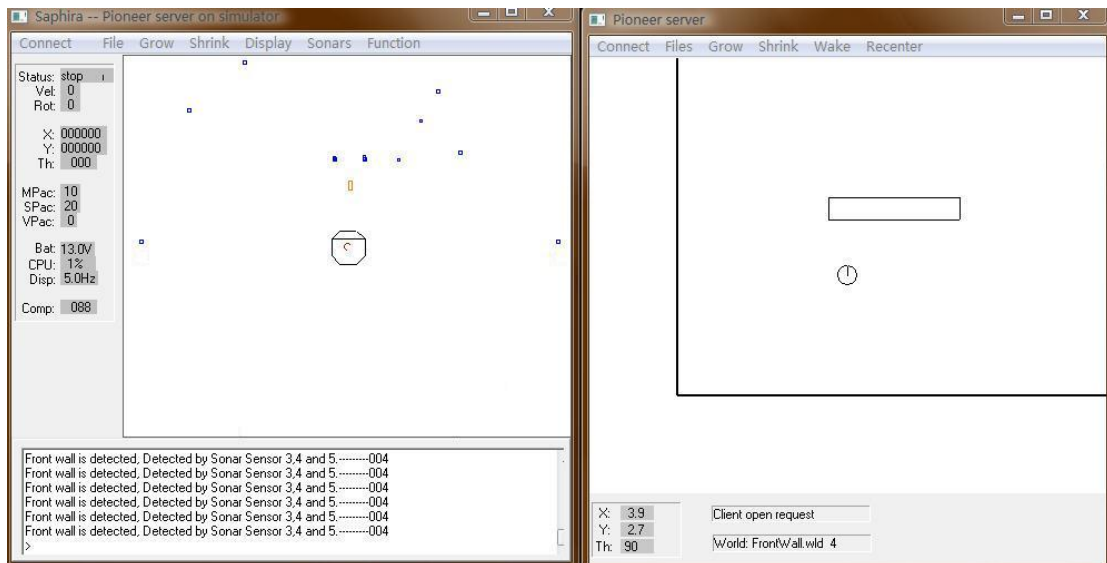 Saphira -- Pioneer server on simulator
Connect File Grow Shrink Display Sonars Function
Status: stop
Vel: 0
Rot: 0
X: 000000
Y: 000000
Th: 000
MPac: 10
SPac: 20
VPac: 0
Bat: 13.0V
CPU: 1%
Disp: 5.0Hz
Comp: 088
Front wall is detected, Detected by Sonar Sensor 3,4 and 5.---------004
Front wall is detected, Detected by Sonar Sensor 3,4 and 5.---------004
Front wall is detected, Detected by Sonar Sensor 3,4 and 5.---------004
Front wall is detected, Detected by Sonar Sensor 3,4 and 5.---------004
Front wall is detected, Detected by Sonar Sensor 3,4 and 5.---------004
Front wall is detected, Detected by Sonar Sensor 3,4 and 5.---------004
>
Pioneer server
Connect Files Grow Shrink Wake Recenter
X: 3.9
Y: 2.7
Th: 90
Client open request
World: FrontWall.wld 4